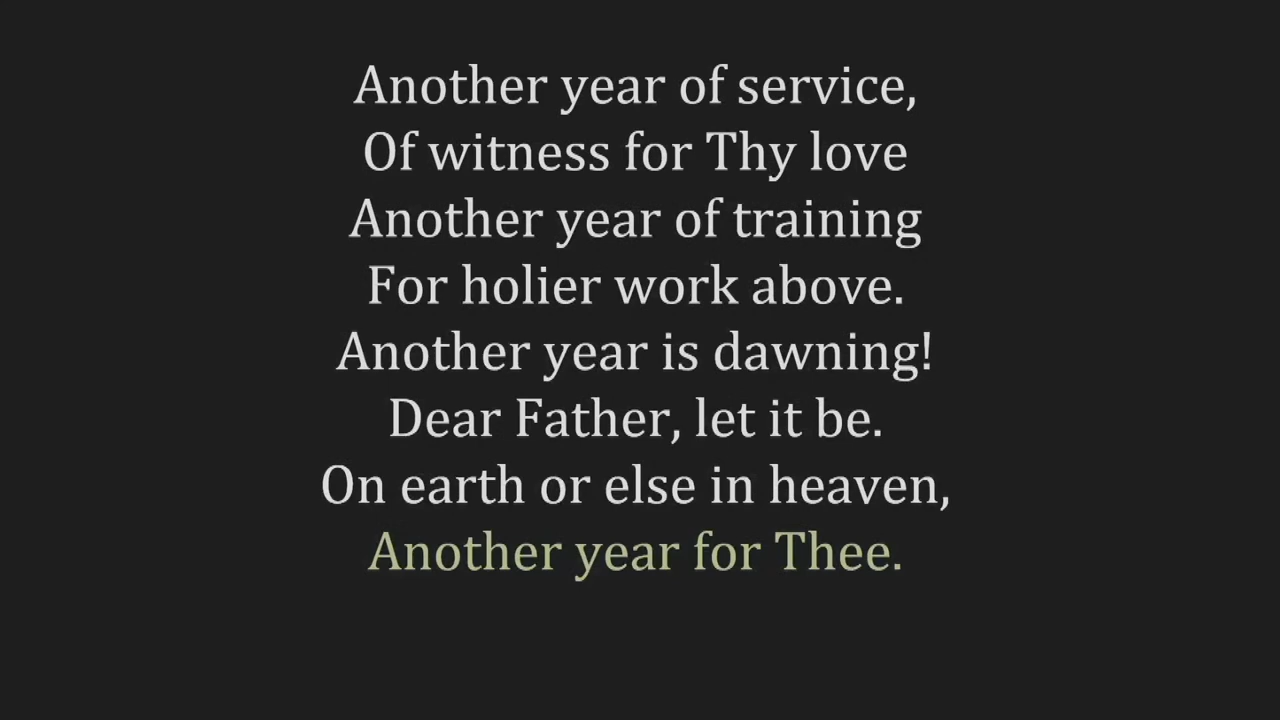 Another year of service,
Of witness for Thy love
Another year of training
For holier work above.
Another year is dawning!
Dear Father, let it be.
On earth or else in heaven,
Another year for Thee.